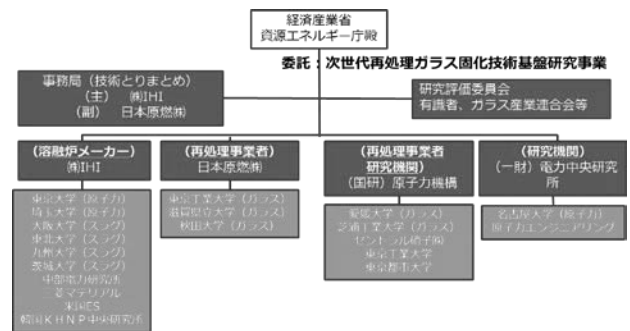 経済産業省
資源エネルギー庁殿
委託：次世代再処理ガラス固化技術基盤研究事業
事務局（技術とりまとめ）
（主）　㈱IHI
（副）　日本原燃㈱
研究評価委員会
有識者、ガラス産業連合会等
（溶融炉メーカー）
㈱IHI
（再処理事業者）
日本原燃㈱
（再処理事業者
研究機関）
（国研）原子力機構
（研究機関）
（一財）電力中央研究
所
東京大学（原子力）
埼玉大学（原子力）
大阪大学（スラグ）
東北大学（スラグ）
九州大学（スラグ）
茨城大学（スラグ）
中部電力研究所
三菱マテリアル
米国ES
韓国ＫＨＮＰ中央研究所
東京工業大学（ガラス）
滋賀県立大学（ガラス）
秋田大学（ガラス）
愛媛大学（ガラス）
芝浦工業大学（ガラス）
セントラル硝子㈱
東京工業大学
東京都市大学
名古屋大学（原子力）
原子力エンジニアリング